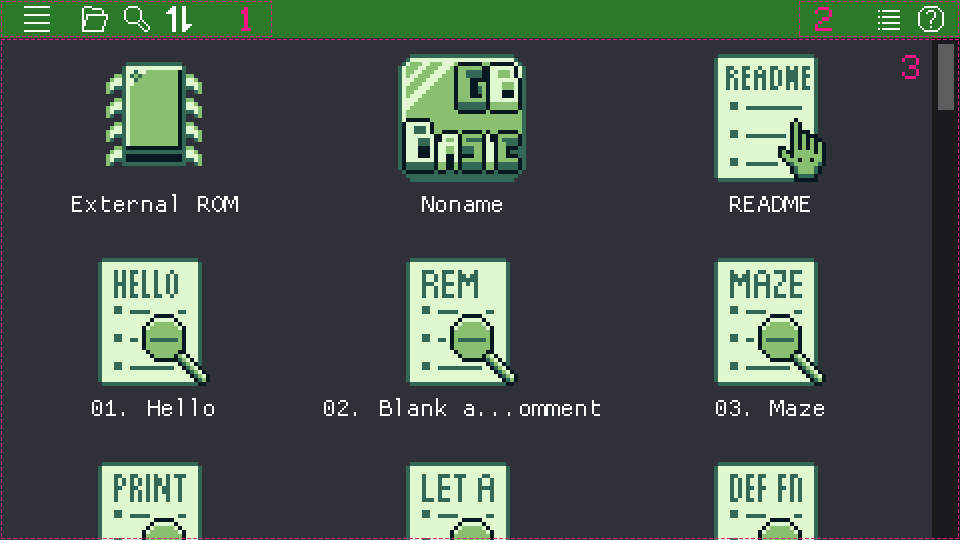 1
2
3
GB
BASIC
README
External ROM
Noname
README
HELLO
REM
MAZE
01. Hello
02. Blank a...omment
03. Maze
PRINT
LET A
DEF FN